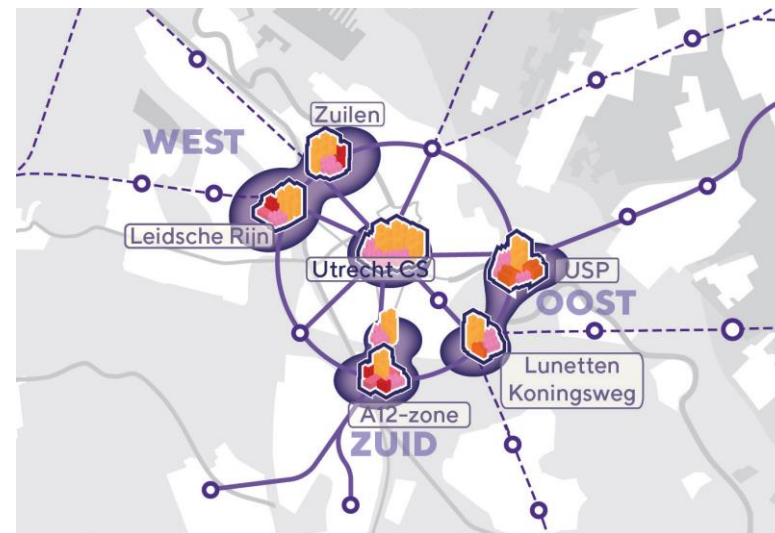 Zuilen
WEST
Leidsche Rijn
Utrecht CS
USP
OOST
Lunetten
Koningsweg
A12-zone
ZUID